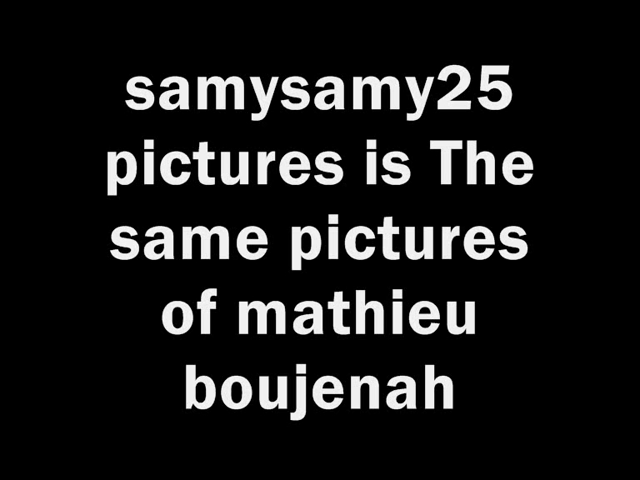 samysamy25
pictures is The
same pictures
of mathieu
boujenah